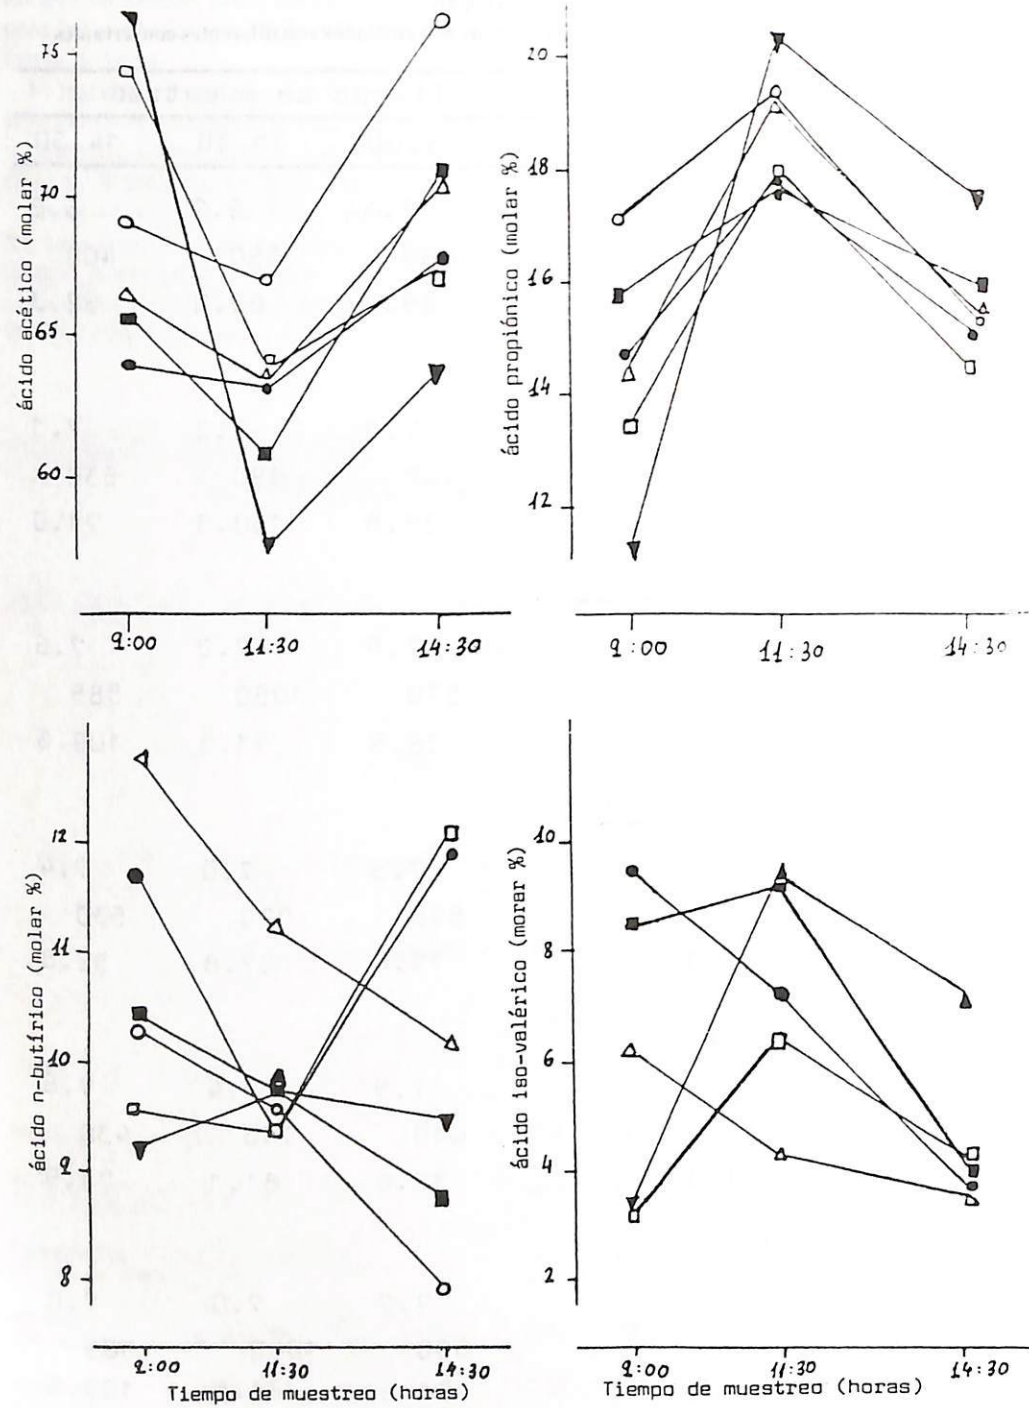 ácido acético (molar %)
75
70
65
60
9:00 11:30 14:30
ácido propiónico (molar %)
20
18
16
14
12
9:00 11:30 14:30
ácido n-butírico (molar %)
12
11
10
9
8
9:00 11:30 14:30
Tiempo de muestreo (horas)
ácido iso-valérico (morar %)
10
8
6
4
2
9:00 11:30 14:30
Tiempo de muestreo (horas)